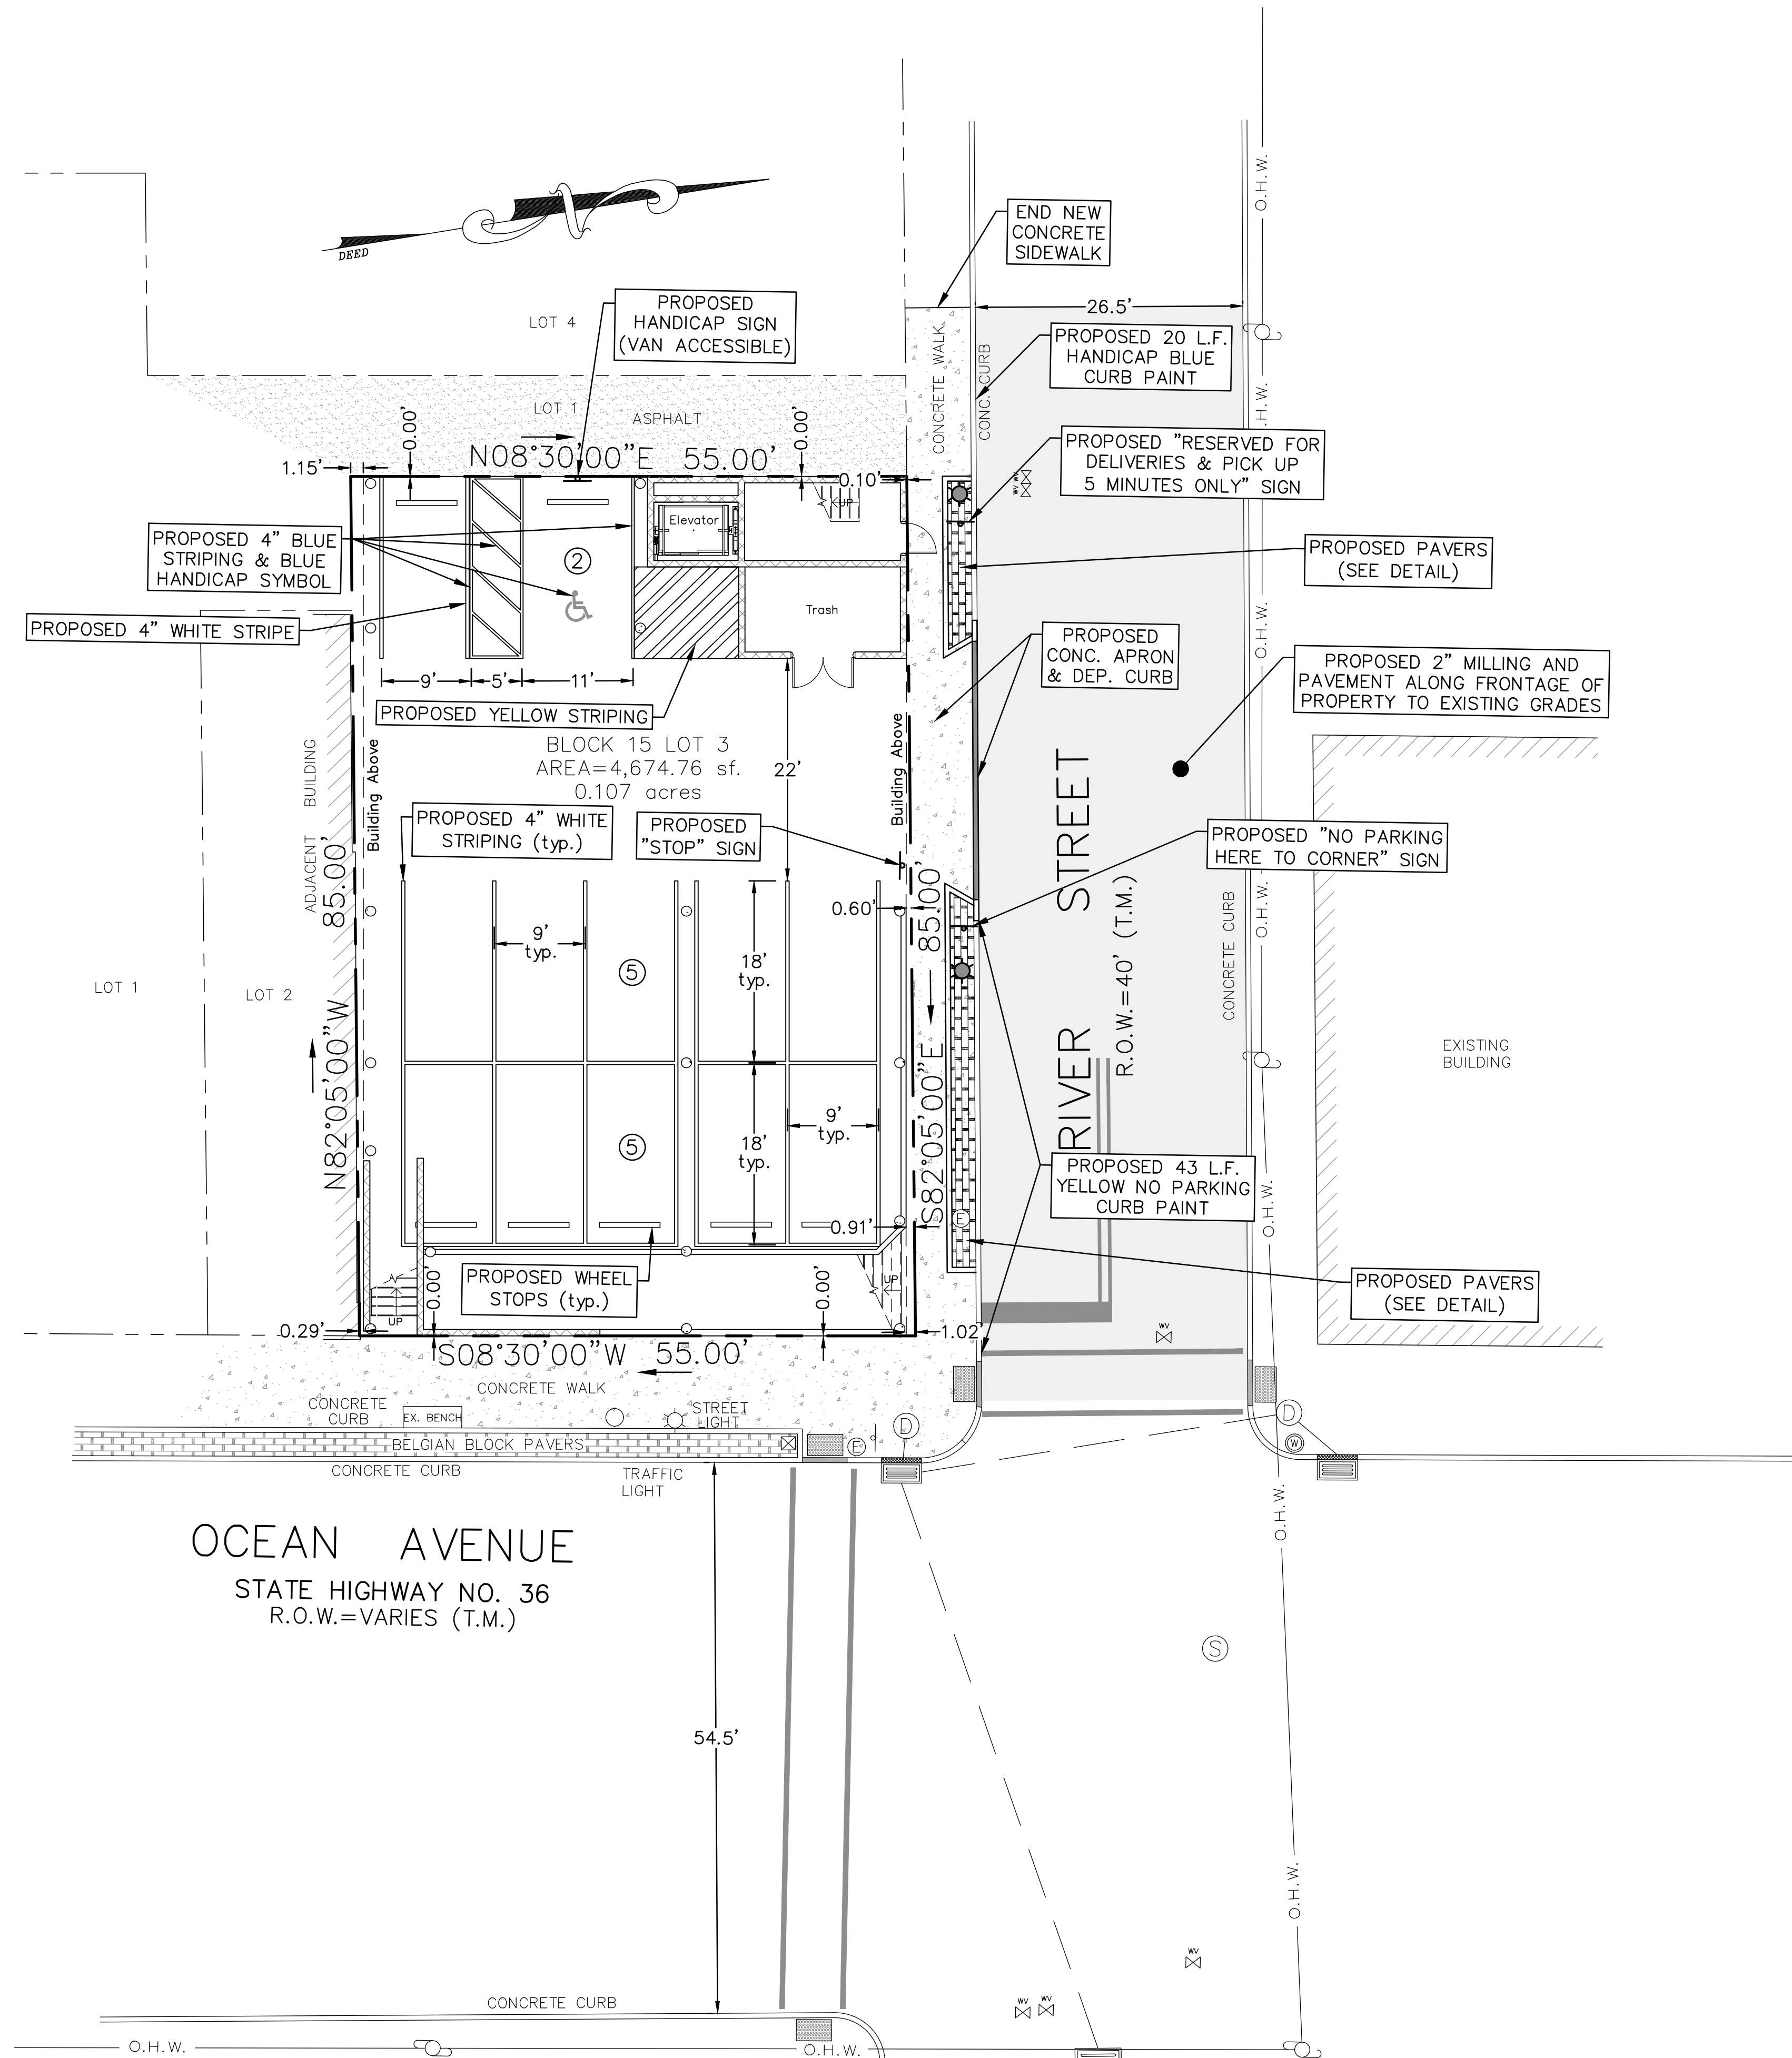 DEED
LOT 4
PROPOSED
HANDICAP SIGN
(VAN ACCESSIBLE)
END NEW
CONCRETE
SIDEWALK
O.H.W.
26.5'
PROPOSED 20 L.F.
HANDICAP BLUE
CURB PAINT
CONCRETE WALK
CONC. CURB
.H.W.
LOT 1
ASPHALT
0.00'
0.00'
N08°30'00"E 55.00'
1.15'
0.10'
PROPOSED "RESERVED FOR
DELIVERIES & PICK UP
5 MINUTES ONLY" SIGN
WV
WV
UP
Elevator
2
PROPOSED 4" BLUE
STRIPING & BLUE
HANDICAP SYMBOL
PROPOSED PAVERS
(SEE DETAIL)
Trash
O.H.W.
PROPOSED 4" WHITE STRIPE
PROPOSED
CONC. APRON
& DEP. CURB
PROPOSED 2" MILLING AND
PAVEMENT ALONG FRONTAGE OF
PROPERTY TO EXISTING GRADES
9'
5'
11'
PROPOSED YELLOW STRIPING
BLOCK 15 LOT 3
AREA=4,674.76 sf.
0.107 acres
22'
Building Above
Building Above
ADJACENT BUILDING
PROPOSED 4" WHITE
STRIPING (typ.)
PROPOSED
"STOP" SIGN
PROPOSED "NO PARKING
HERE TO CORNER" SIGN
RIVER STREET
R.O.W.=40' (T.M.)
CONCRETE CURB
O.H.W.
0.60'
9'
typ.
18'
typ.
5
N82°05'00"W 85.00'
S82°05'00"E 85.00'
LOT 1
LOT 2
EXISTING
BUILDING
9'
typ.
18'
typ.
5
PROPOSED 43 L.F.
YELLOW NO PARKING
CURB PAINT
O.H.W.
E
0.91'
PROPOSED WHEEL
STOPS (typ.)
PROPOSED PAVERS
(SEE DETAIL)
UP
UP
0.00'
0.00'
0.29'
1.02'
WV
S08°30'00"W 55.00'
CONCRETE WALK
CONCRETE
CURB
EX. BENCH
STREET
LIGHT
D
D
W
E
BELGIAN BLOCK PAVERS
CONCRETE CURB
TRAFFIC
LIGHT
O.H.W.
OCEAN AVENUE
STATE HIGHWAY NO. 36
R.O.W.=VARIES (T.M.)
S
54.5'
O.H.W.
WV
WV
WV
CONCRETE CURB
O.H.W.
O.H.W.